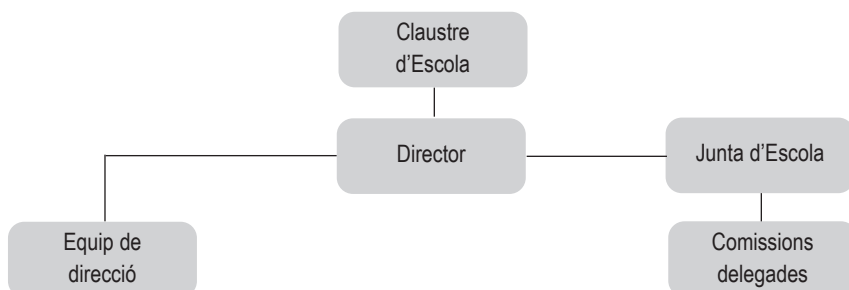 Claustre
d’Escola
Director
Junta d’Escola
Equip de
direcció
Comissions
delegades